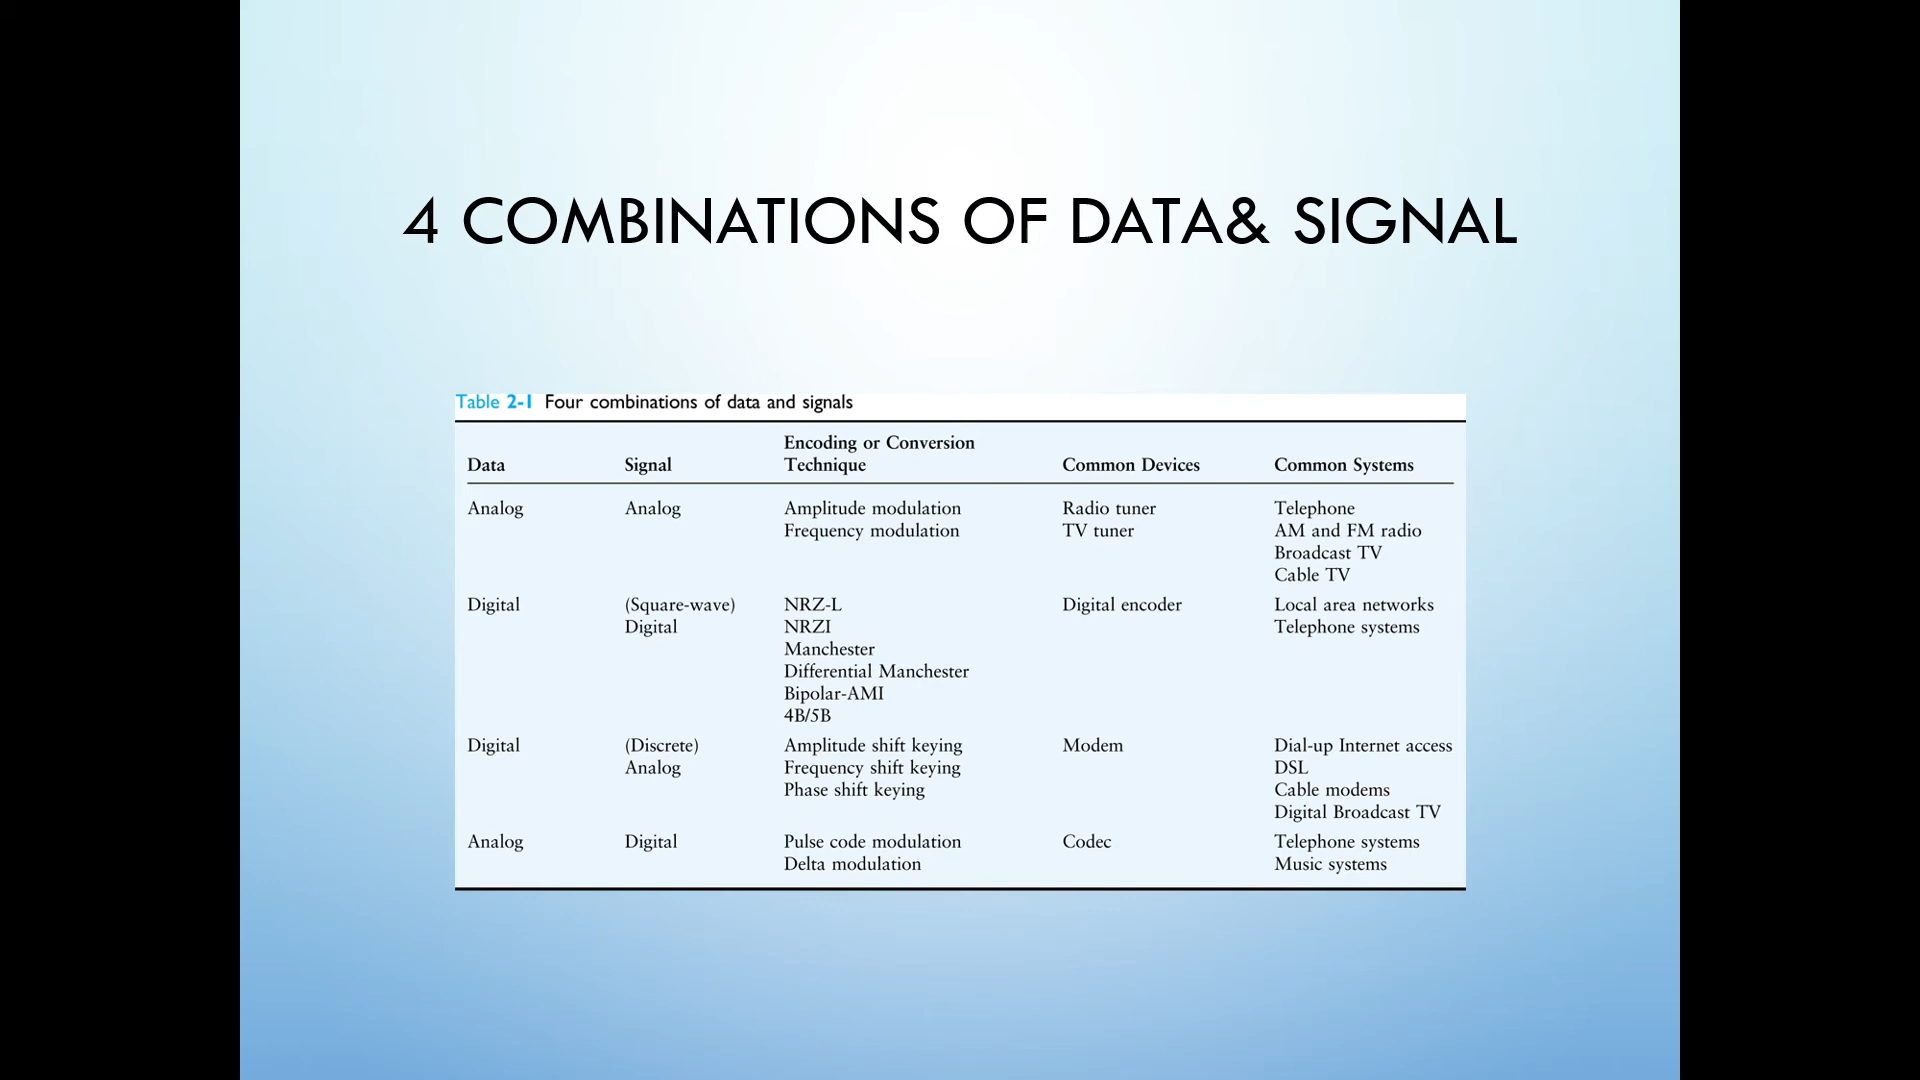 4 COMBINATIONS OF DATA& SIGNAL
Table 2-1 Four combinations of data and signals
Data Signal Encoding or Conversion Technique Common Devices Common Systems
Analog Analog Amplitude modulation Radio tuner Telephone
Frequency modulation TV tuner AM and FM radio
Broadcast TV
Cable TV
Digital (Square-wave) NRZ-L Digital encoder Local area networks
Digital NRZI Telephone systems
Manchester
Differential Manchester
Bipolar-AMI
4B/5B
Digital (Discrete) Amplitude shift keying Modem Dial-up Internet access
Analog Frequency shift keying DSL
Phase shift keying Cable modems
Digital Broadcast TV
Analog Digital Pulse code modulation Codec Telephone systems
Delta modulation Music systems